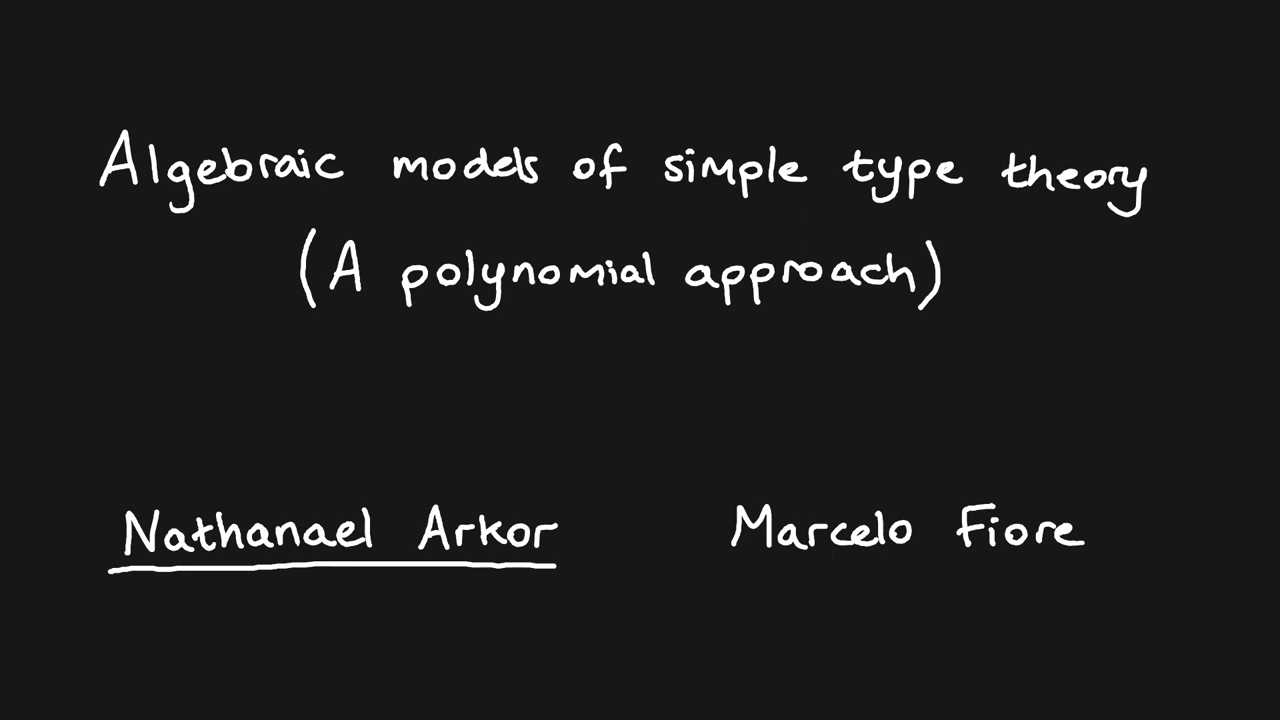 Algebraic models of simple type theory
(A polynomial approach)
Nathanael Arkor Marcelo Fiore